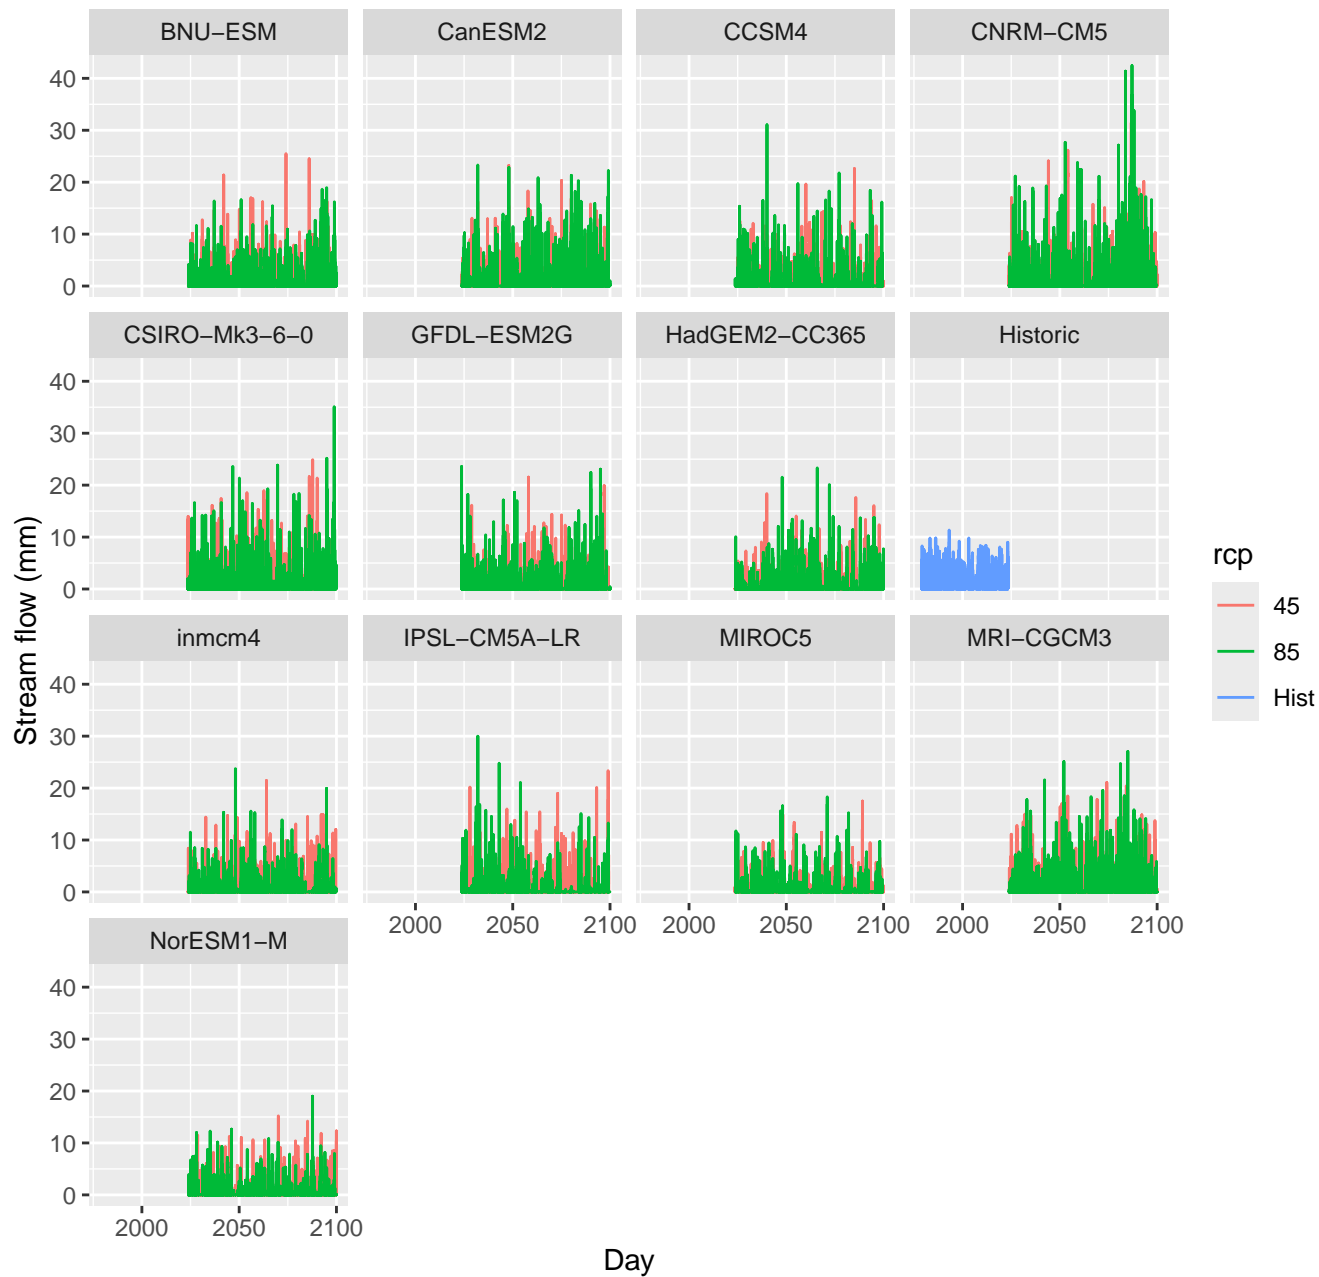 BNU−ESM CanESM2 CCSM4 CNRM−CM5
40
30
20
10
0
CSIRO−Mk3−6−0 GFDL−ESM2G HadGEM2−CC365 Historic
40
30
20
10
0
inmcm4 IPSL−CM5A−LR MIROC5 MRI−CGCM3
40
30
20
10
0
2000 2050 2100 2000 2050 2100 2000 2050 2100
NorESM1−M
40
30
20
10
0
2000 2050 2100
Day
Stream flow (mm)
rcp
45
85
Hist